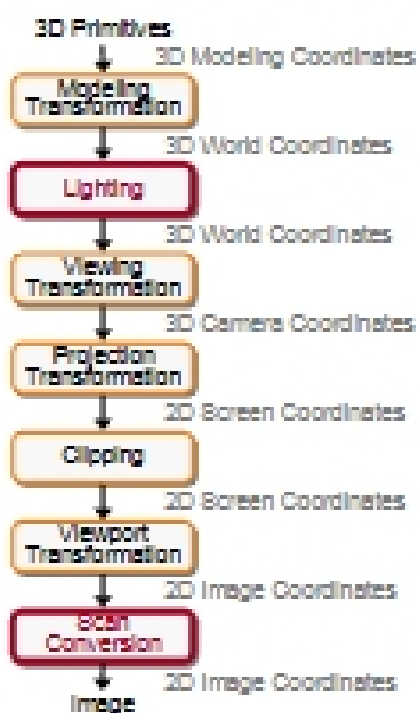 3D Primitives
3D Modeling Coordinates
Modeling
Transformation
3D World Coordinates
Lighting
3D World Coordinates
Viewing
Transformation
3D Camera Coordinates
Projection
Transformation
2D Screen Coordinates
Clipping
2D Screen Coordinates
Viewport
Transformation
2D Image Coordinates
Scan
Conversion
2D Image Coordinates
Image